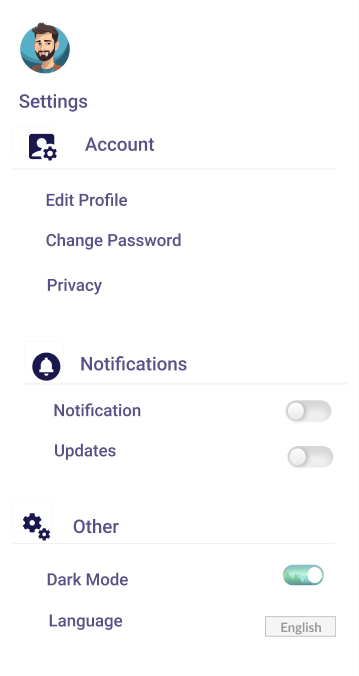 Settings
Account
Edit Profile
Change Password
Privacy
Notifications
Notification
Updates
Other
Dark Mode
Language
English